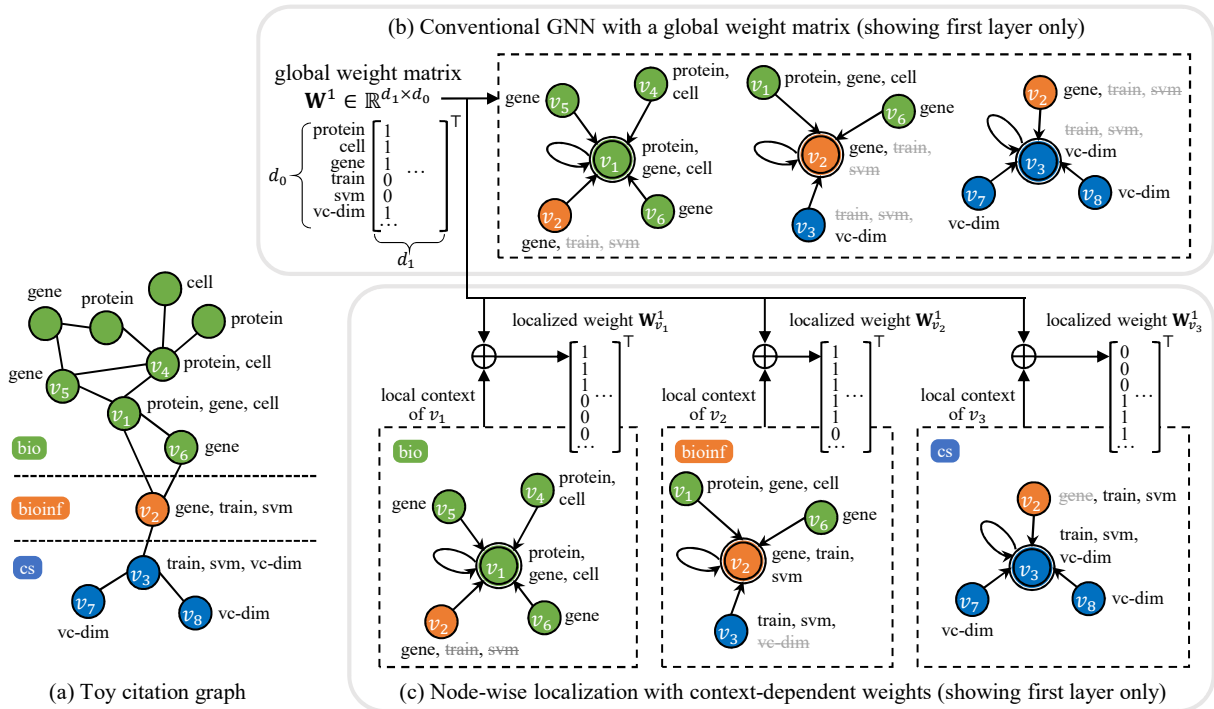 (b) Conventional GNN with a global weight matrix (showing first layer only)
global weight matrix
W¹ ∈ ℝ^{d₁×d₀}
protein
cell
gene
train
svm
vc-dim
...
d₀
1
1
1
0
0
1
...
⊤
d₁
gene
v₅
protein,
cell
v₄
v₁
protein,
gene, cell
v₂
gene, train, svm
v₆
gene
v₁
protein, gene, cell
v₆
gene
v₂
gene, train,
svm
v₃
train, svm,
vc-dim
v₂
gene, train, svm
train, svm,
vc-dim
v₃
v₇
vc-dim
v₈
vc-dim
cell
gene
protein
protein
v₄
protein, cell
gene
v₅
protein, gene, cell
v₁
v₆
gene
bio
bioinf
v₂
gene, train, svm
cs
v₃
train, svm, vc-dim
v₇
vc-dim
v₈
vc-dim
(a) Toy citation graph
localized weight W¹_{v₁}
⊕
1
1
1
0
0
0
...
⊤
local context
of v₁
bio
gene
v₅
v₄
protein,
cell
v₁
protein,
gene, cell
v₂
gene, train, svm
v₆
gene
localized weight W¹_{v₂}
⊕
1
1
1
1
1
0
...
⊤
local context
of v₂
bioinf
v₁
protein, gene, cell
v₆
gene
v₂
gene, train,
svm
v₃
train, svm,
vc-dim
localized weight W¹_{v₃}
⊕
0
0
0
1
1
1
...
⊤
local context
of v₃
cs
v₂
gene, train, svm
train, svm,
vc-dim
v₃
v₇
vc-dim
v₈
vc-dim
(c) Node-wise localization with context-dependent weights (showing first layer only)